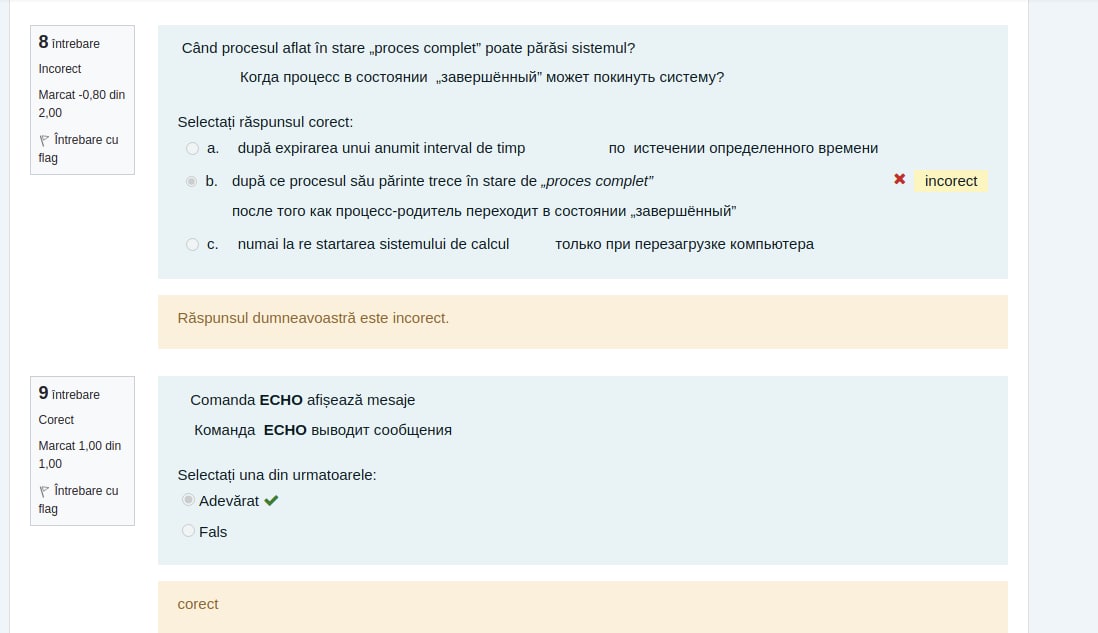 8 întrebare
Incorect
Marcat -0,80 din
2,00
Întrebare cu
flag
Când procesul aflat în stare „proces complet” poate părăsi sistemul?
Когда процесс в состоянии „завершённый” может покинуть систему?
Selectați răspunsul corect:
a. după expirarea unui anumit interval de timp по истечении определенного времени
b. după ce procesul său părinte trece în stare de „proces complet” incorect
после того как процесс-родитель переходит в состоянии „завершённый”
c. numai la re startarea sistemului de calcul только при перезагрузке компьютера
Răspunsul dumneavoastră este incorect.
9 întrebare
Corect
Marcat 1,00 din
1,00
Întrebare cu
flag
Comanda ECHO afișează mesaje
Команда ECHO выводит сообщения
Selectați una din urmatoarele:
Adevărat
Fals
corect